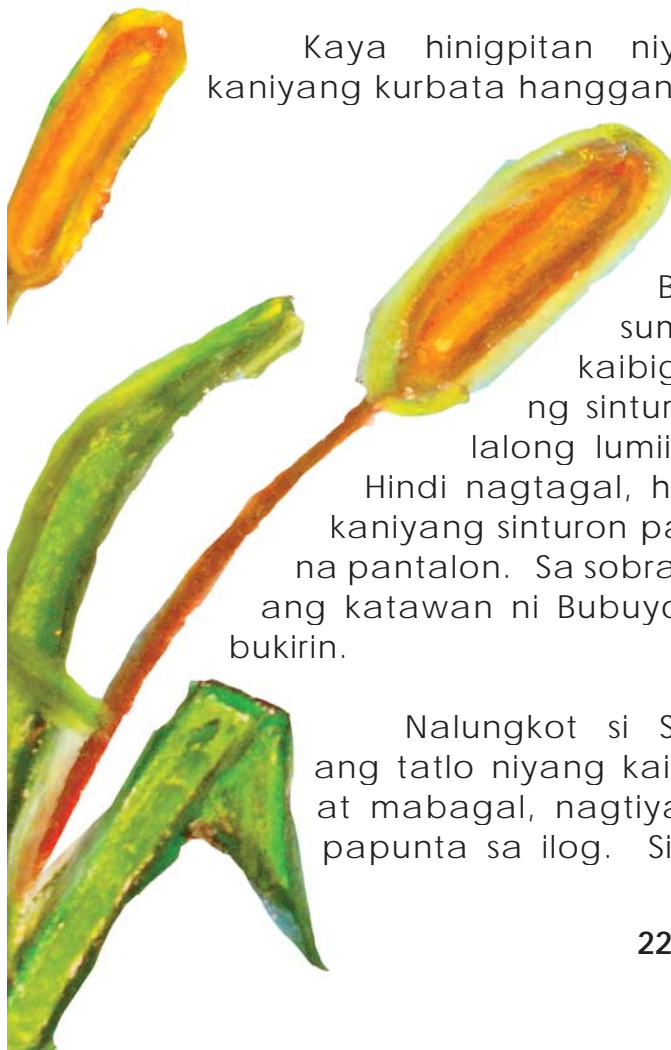 Kaya hinigpitan niy
kaniyang kurbata hanggan
B
sun
kaibig
ng sintur
lalong lumii
Hindi nagtagal, h
kaniyang sinturon pa
na pantalon. Sa sobra
ang katawan ni Bubuyo
bukirin.
Nalungkot si S
ang tatlo niyang kai
at mabagal, nagtiya
papunta sa ilog. Si
22